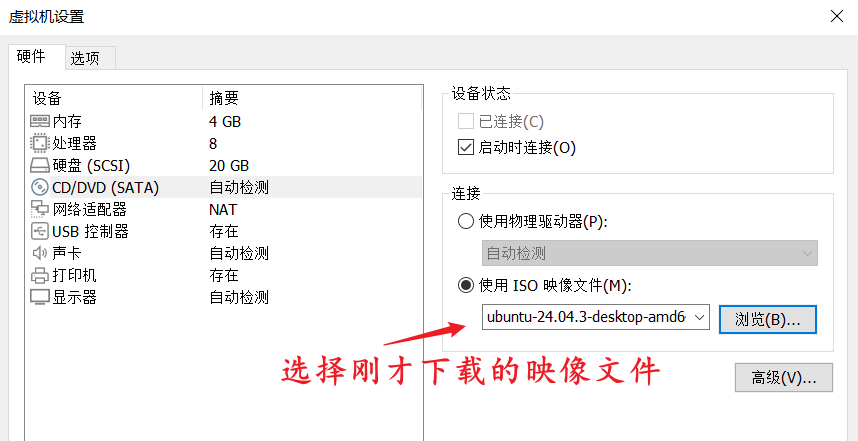 虚拟机设置
硬件 选项
设备 摘要
内存 4 GB
处理器 8
硬盘 (SCSI) 20 GB
CD/DVD (SATA) 自动检测
网络适配器 NAT
USB 控制器 存在
声卡 自动检测
打印机 存在
显示器 自动检测
设备状态
已连接(C)
启动时连接(O)
连接
使用物理驱动器(P):
自动检测
使用 ISO 映像文件(M):
ubuntu-24.04.3-desktop-amd6 浏览(B)...
选择刚才下载的映像文件
高级(V)...